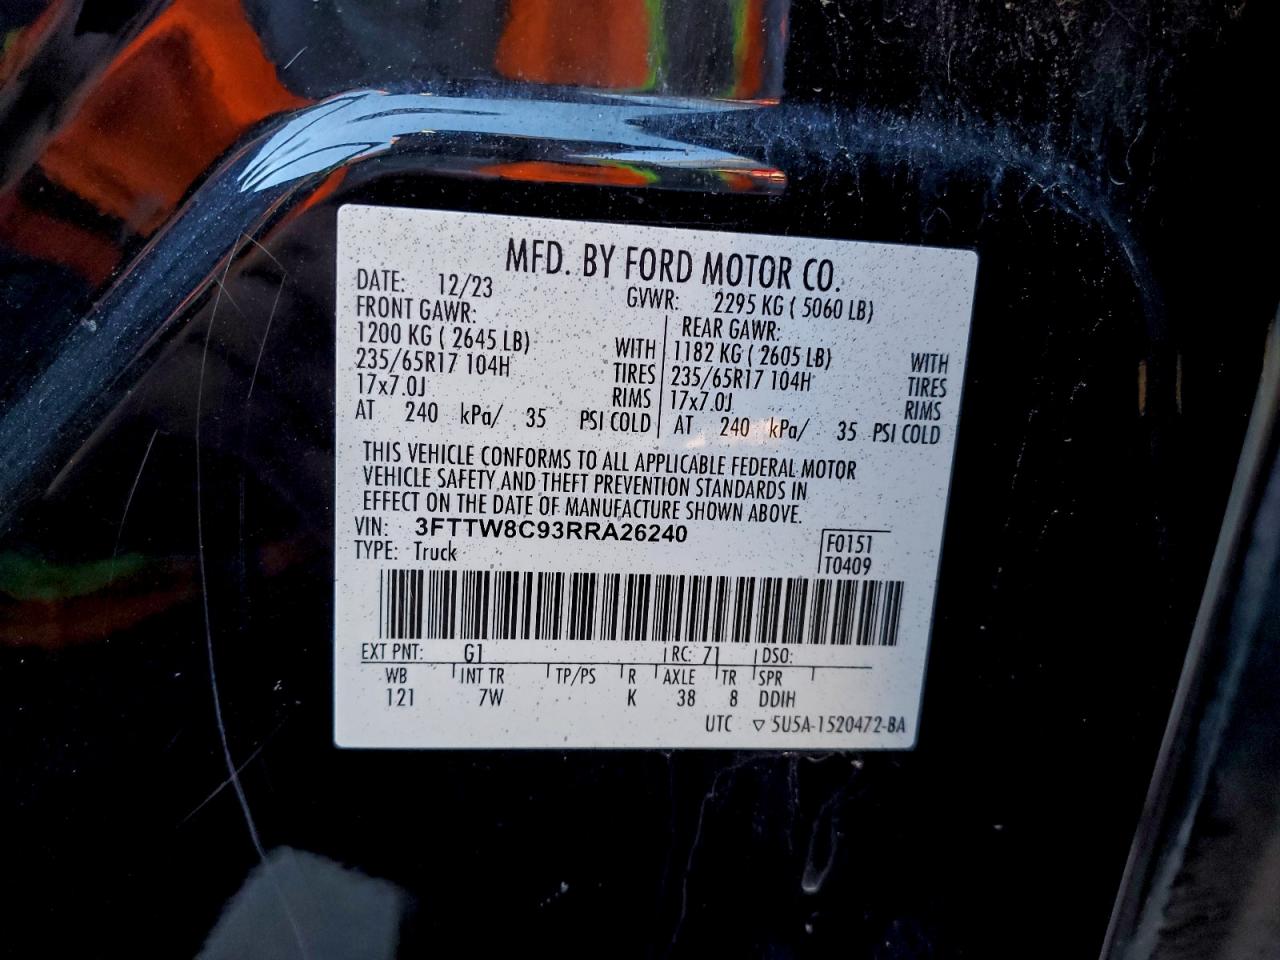 MFD. BY FORD MOTOR CO.
DATE: 12/23 GVWR: 2295 KG ( 5060 LB)
FRONT GAWR: REAR GAWR:
1200 KG ( 2645 LB) WITH 1182 KG ( 2605 LB) WITH
235/65R17 104H TIRES 235/65R17 104H TIRES
17x7.0J RIMS 17x7.0J RIMS
AT 240 kPa/ 35 PSI COLD AT 240 kPa/ 35 PSI COLD
THIS VEHICLE CONFORMS TO ALL APPLICABLE FEDERAL MOTOR
VEHICLE SAFETY AND THEFT PREVENTION STANDARDS IN
EFFECT ON THE DATE OF MANUFACTURE SHOWN ABOVE.
VIN: 3FTTW8C93RRA26240 F0151
TYPE: Truck T0409
EXT PNT: G1 RC: 71 DSO:
WB INT TR TP/PS R AXLE TR SPR
121 7W K 38 8 DDIH
UTC ▽ 5U5A-1520472-BA